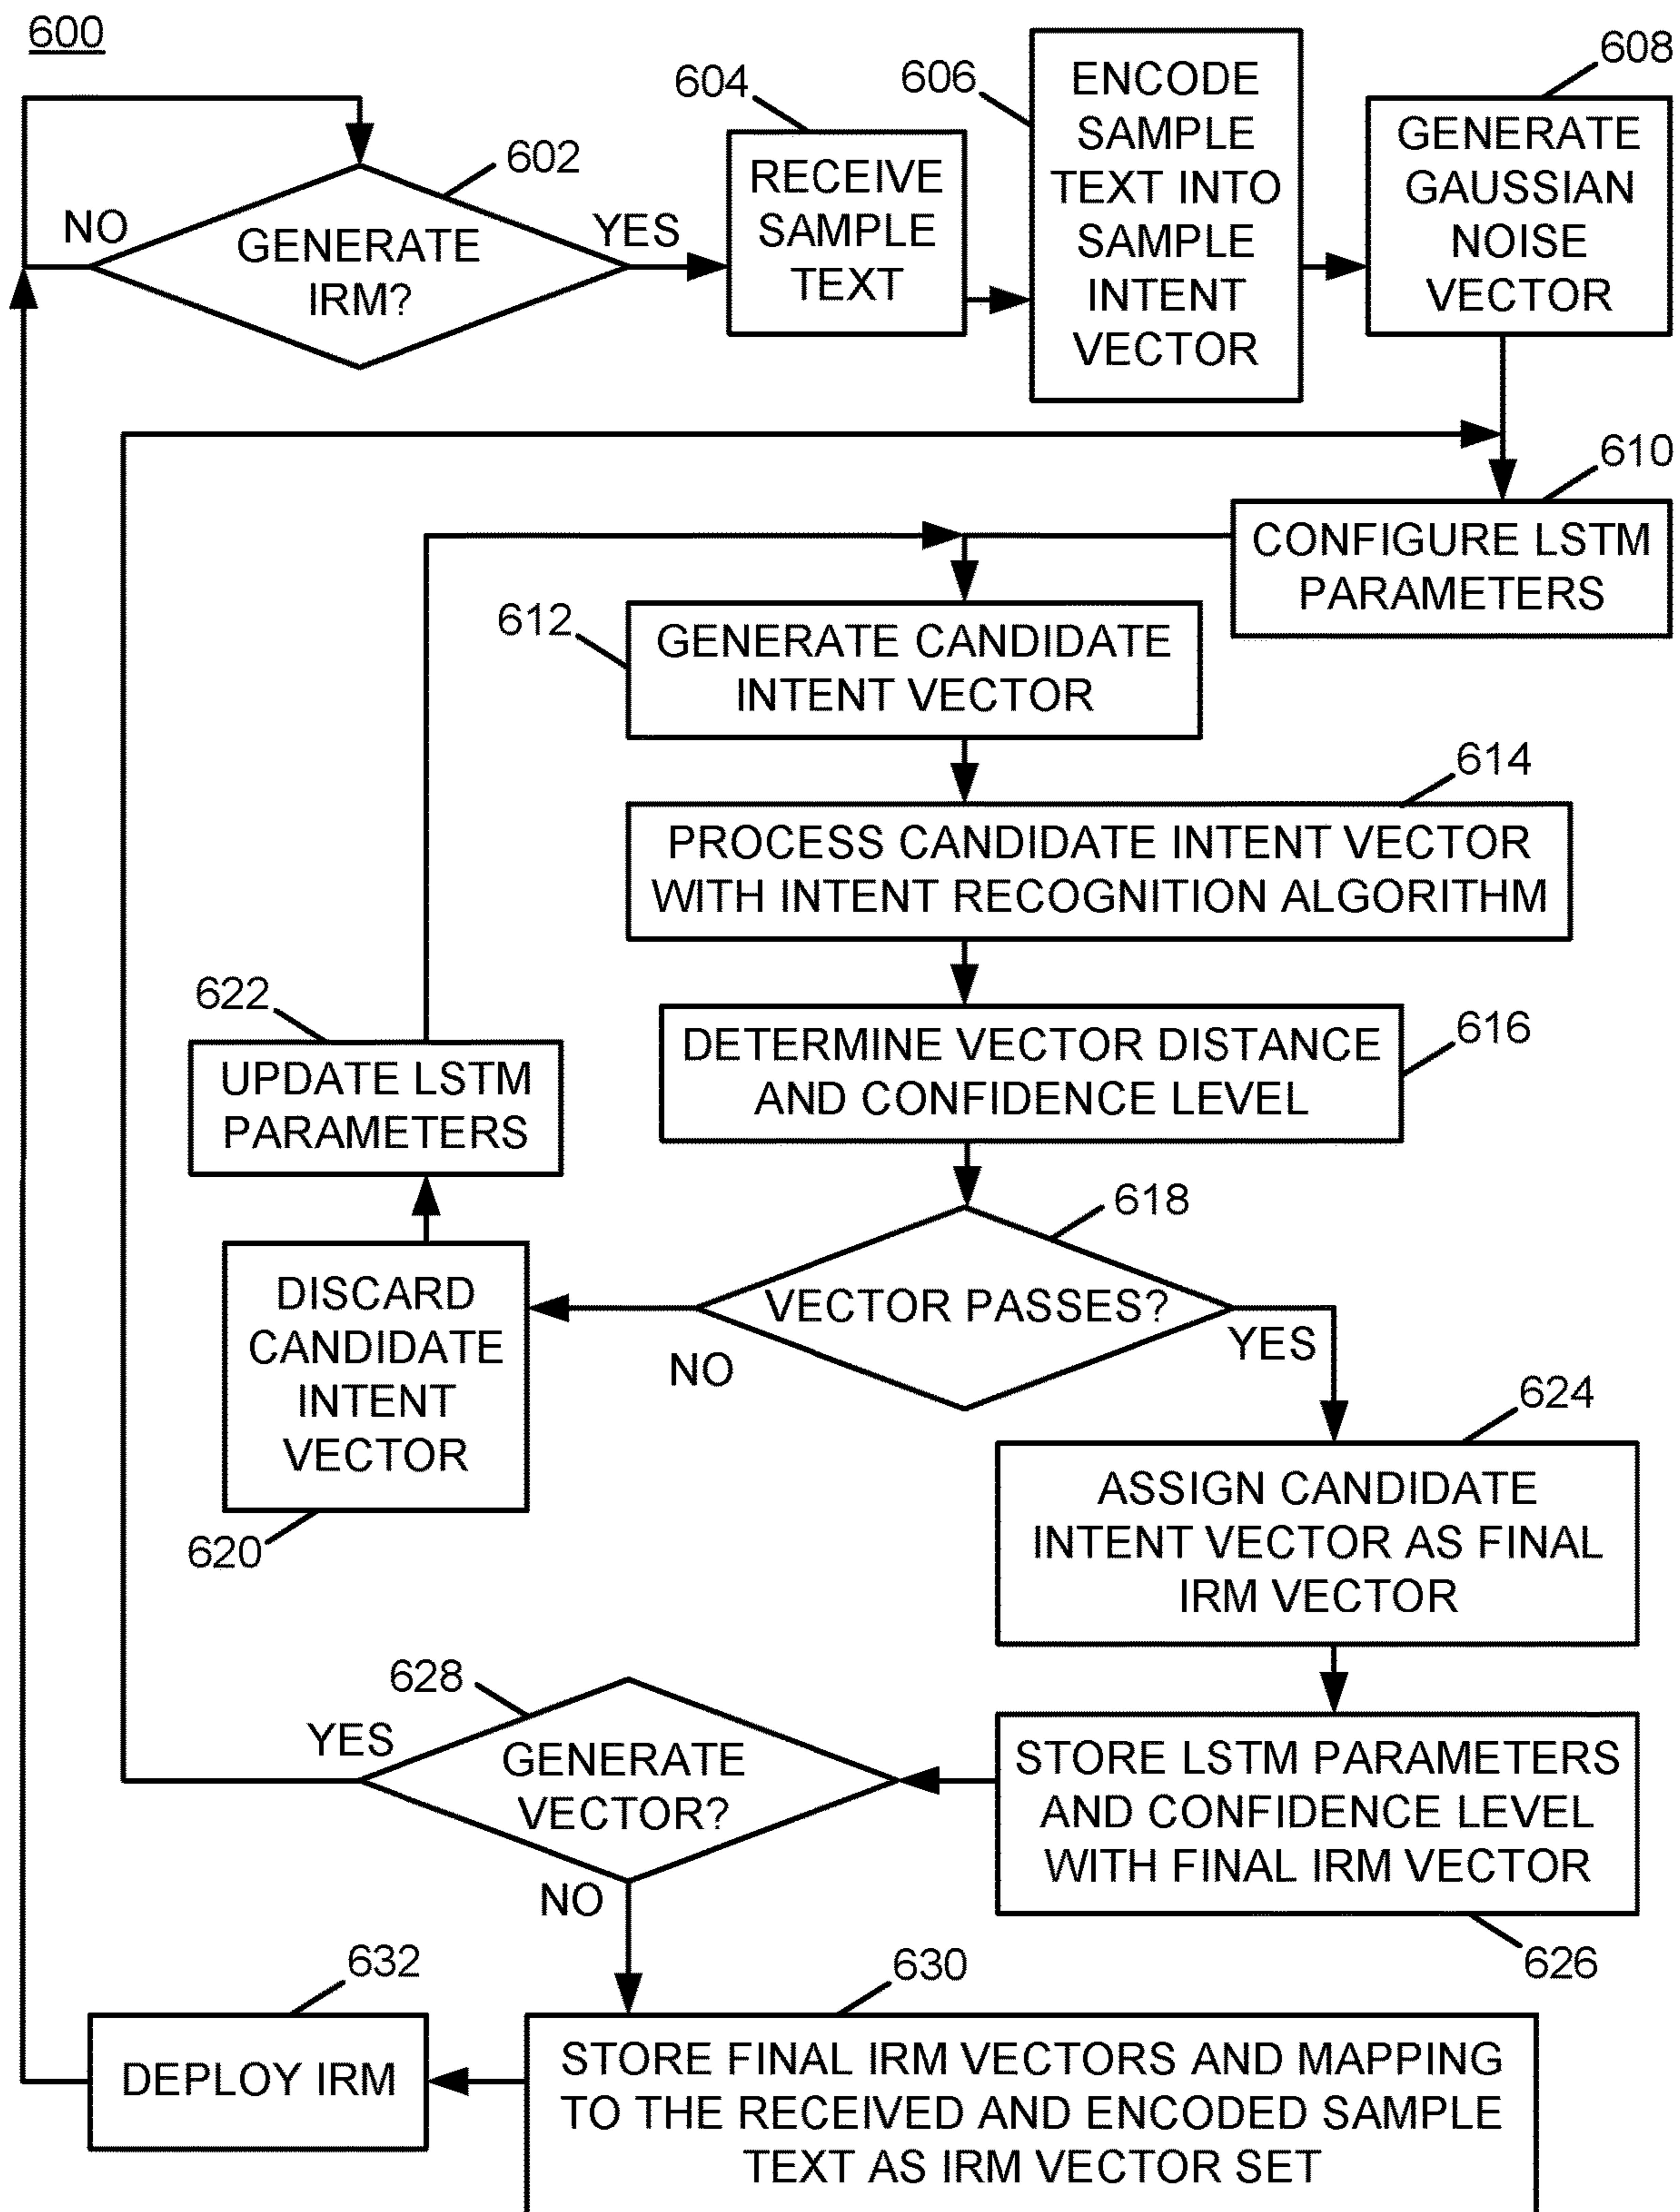 600
602
604
606
608
NO
GENERATE
IRM?
YES
RECEIVE
SAMPLE
TEXT
ENCODE
SAMPLE
TEXT INTO
SAMPLE
INTENT
VECTOR
GENERATE
GAUSSIAN
NOISE
VECTOR
610
CONFIGURE LSTM
PARAMETERS
612
GENERATE CANDIDATE
INTENT VECTOR
614
PROCESS CANDIDATE INTENT VECTOR
WITH INTENT RECOGNITION ALGORITHM
616
DETERMINE VECTOR DISTANCE
AND CONFIDENCE LEVEL
622
UPDATE LSTM
PARAMETERS
618
VECTOR PASSES?
NO
YES
DISCARD
CANDIDATE
INTENT
VECTOR
620
624
ASSIGN CANDIDATE
INTENT VECTOR AS FINAL
IRM VECTOR
628
YES
GENERATE
VECTOR?
NO
STORE LSTM PARAMETERS
AND CONFIDENCE LEVEL
WITH FINAL IRM VECTOR
626
632
DEPLOY IRM
630
STORE FINAL IRM VECTORS AND MAPPING
TO THE RECEIVED AND ENCODED SAMPLE
TEXT AS IRM VECTOR SET